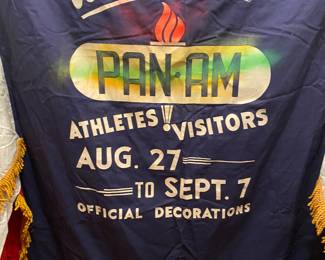 PAN·AM
ATHLETES! VISITORS
AUG. 27
TO SEPT. 7
OFFICIAL DECORATIONS